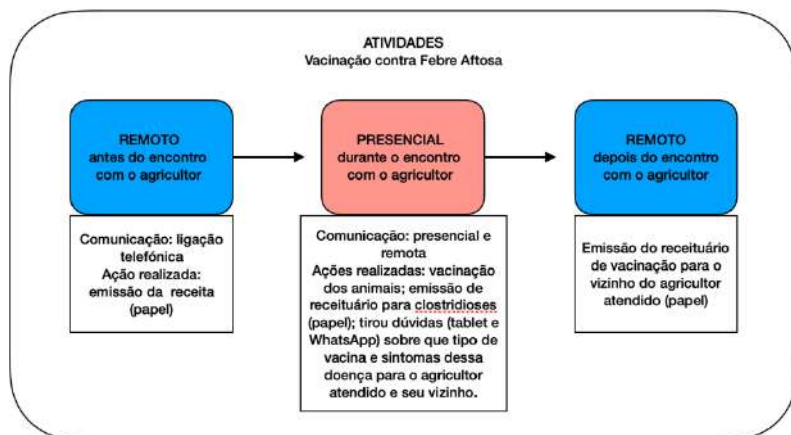 ATIVIDADES
Vacinação contra Febre Aftosa
REMOTO
antes do encontro
com o agricultor
PRESENCIAL
durante o encontro
com o agricultor
REMOTO
depois do encontro
com o agricultor
Comunicação: ligação
telefónica
Ação realizada:
emissão da receita
(papel)
Comunicação: presencial e
remota
Ações realizadas: vacinação
dos animais; emissão de
receituário para clostridioses
(papel); tirou dúvidas (tablet e
WhatsApp) sobre que tipo de
vacina e sintomas dessa
doença para o agricultor
atendido e seu vizinho.
Emissão do receituário
de vacinação para o
vizinho do agricultor
atendido (papel)